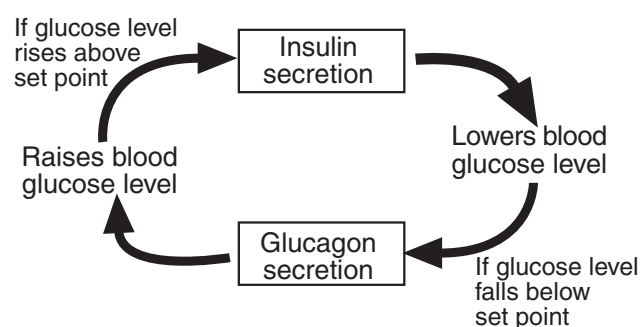 If glucose level
rises above
set point
Insulin
secretion
Lowers blood
glucose level
If glucose level
falls below
set point
Glucagon
secretion
Raises blood
glucose level